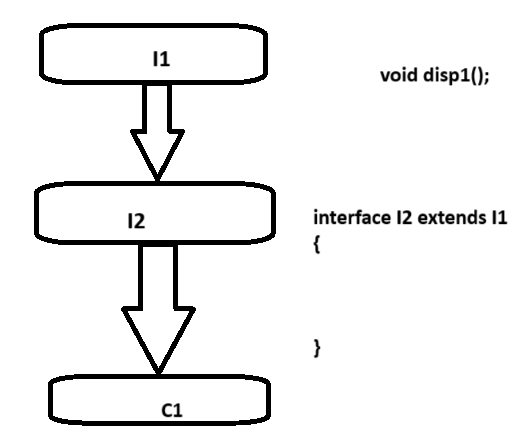 I1
void disp1();
I2
interface I2 extends I1
{
}
C1